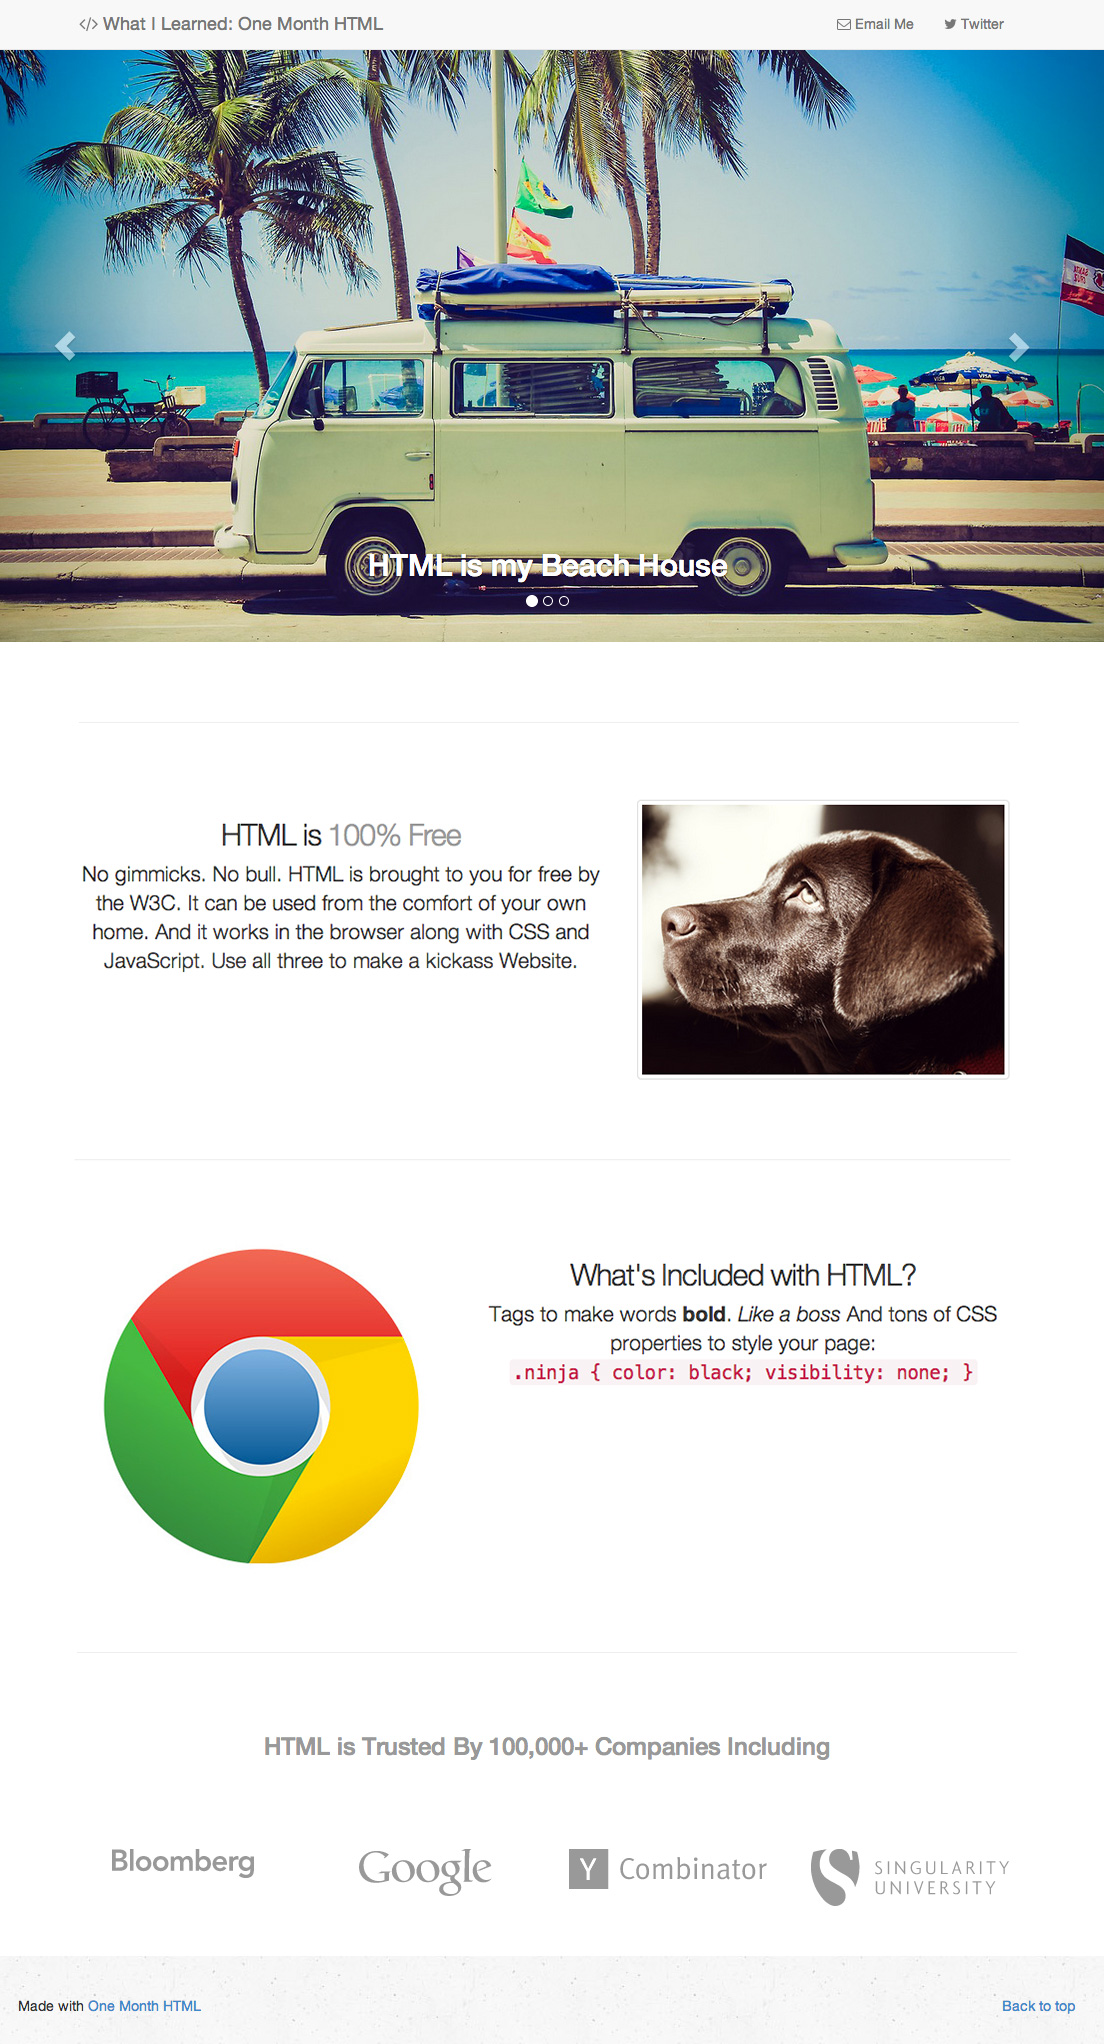 </> What I Learned: One Month HTML
Email Me
Twitter
VISA
HTML is my Beach House
HTML is 100% Free
No gimmicks. No bull. HTML is brought to you for free by
the W3C. It can be used from the comfort of your own
home. And it works in the browser along with CSS and
JavaScript. Use all three to make a kickass Website.
What's Included with HTML?
Tags to make words bold. Like a boss And tons of CSS
properties to style your page:
.ninja { color: black; visibility: none; }
HTML is Trusted By 100,000+ Companies Including
Bloomberg
Google
Y Combinator
SINGULARITY
UNIVERSITY
Made with One Month HTML
Back to top